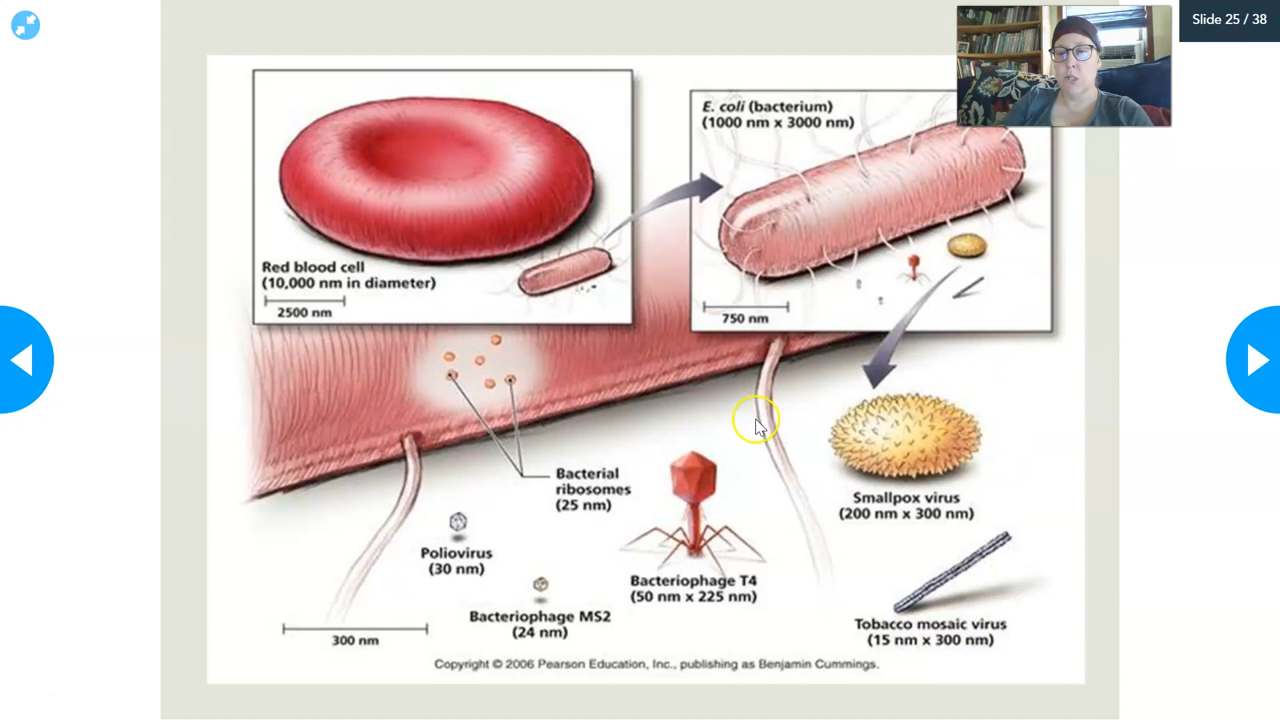 Slide 25 / 38
E. coli (bacterium)
(1000 nm x 3000 nm)
Red blood cell
(10,000 nm in diameter)
2500 nm
750 nm
Bacterial
ribosomes
(25 nm)
Smallpox virus
(200 nm x 300 nm)
Poliovirus
(30 nm)
Bacteriophage T4
(50 nm x 225 nm)
Bacteriophage MS2
(24 nm)
Tobacco mosaic virus
(15 nm x 300 nm)
300 nm
Copyright © 2006 Pearson Education, Inc., publishing as Benjamin Cummings.